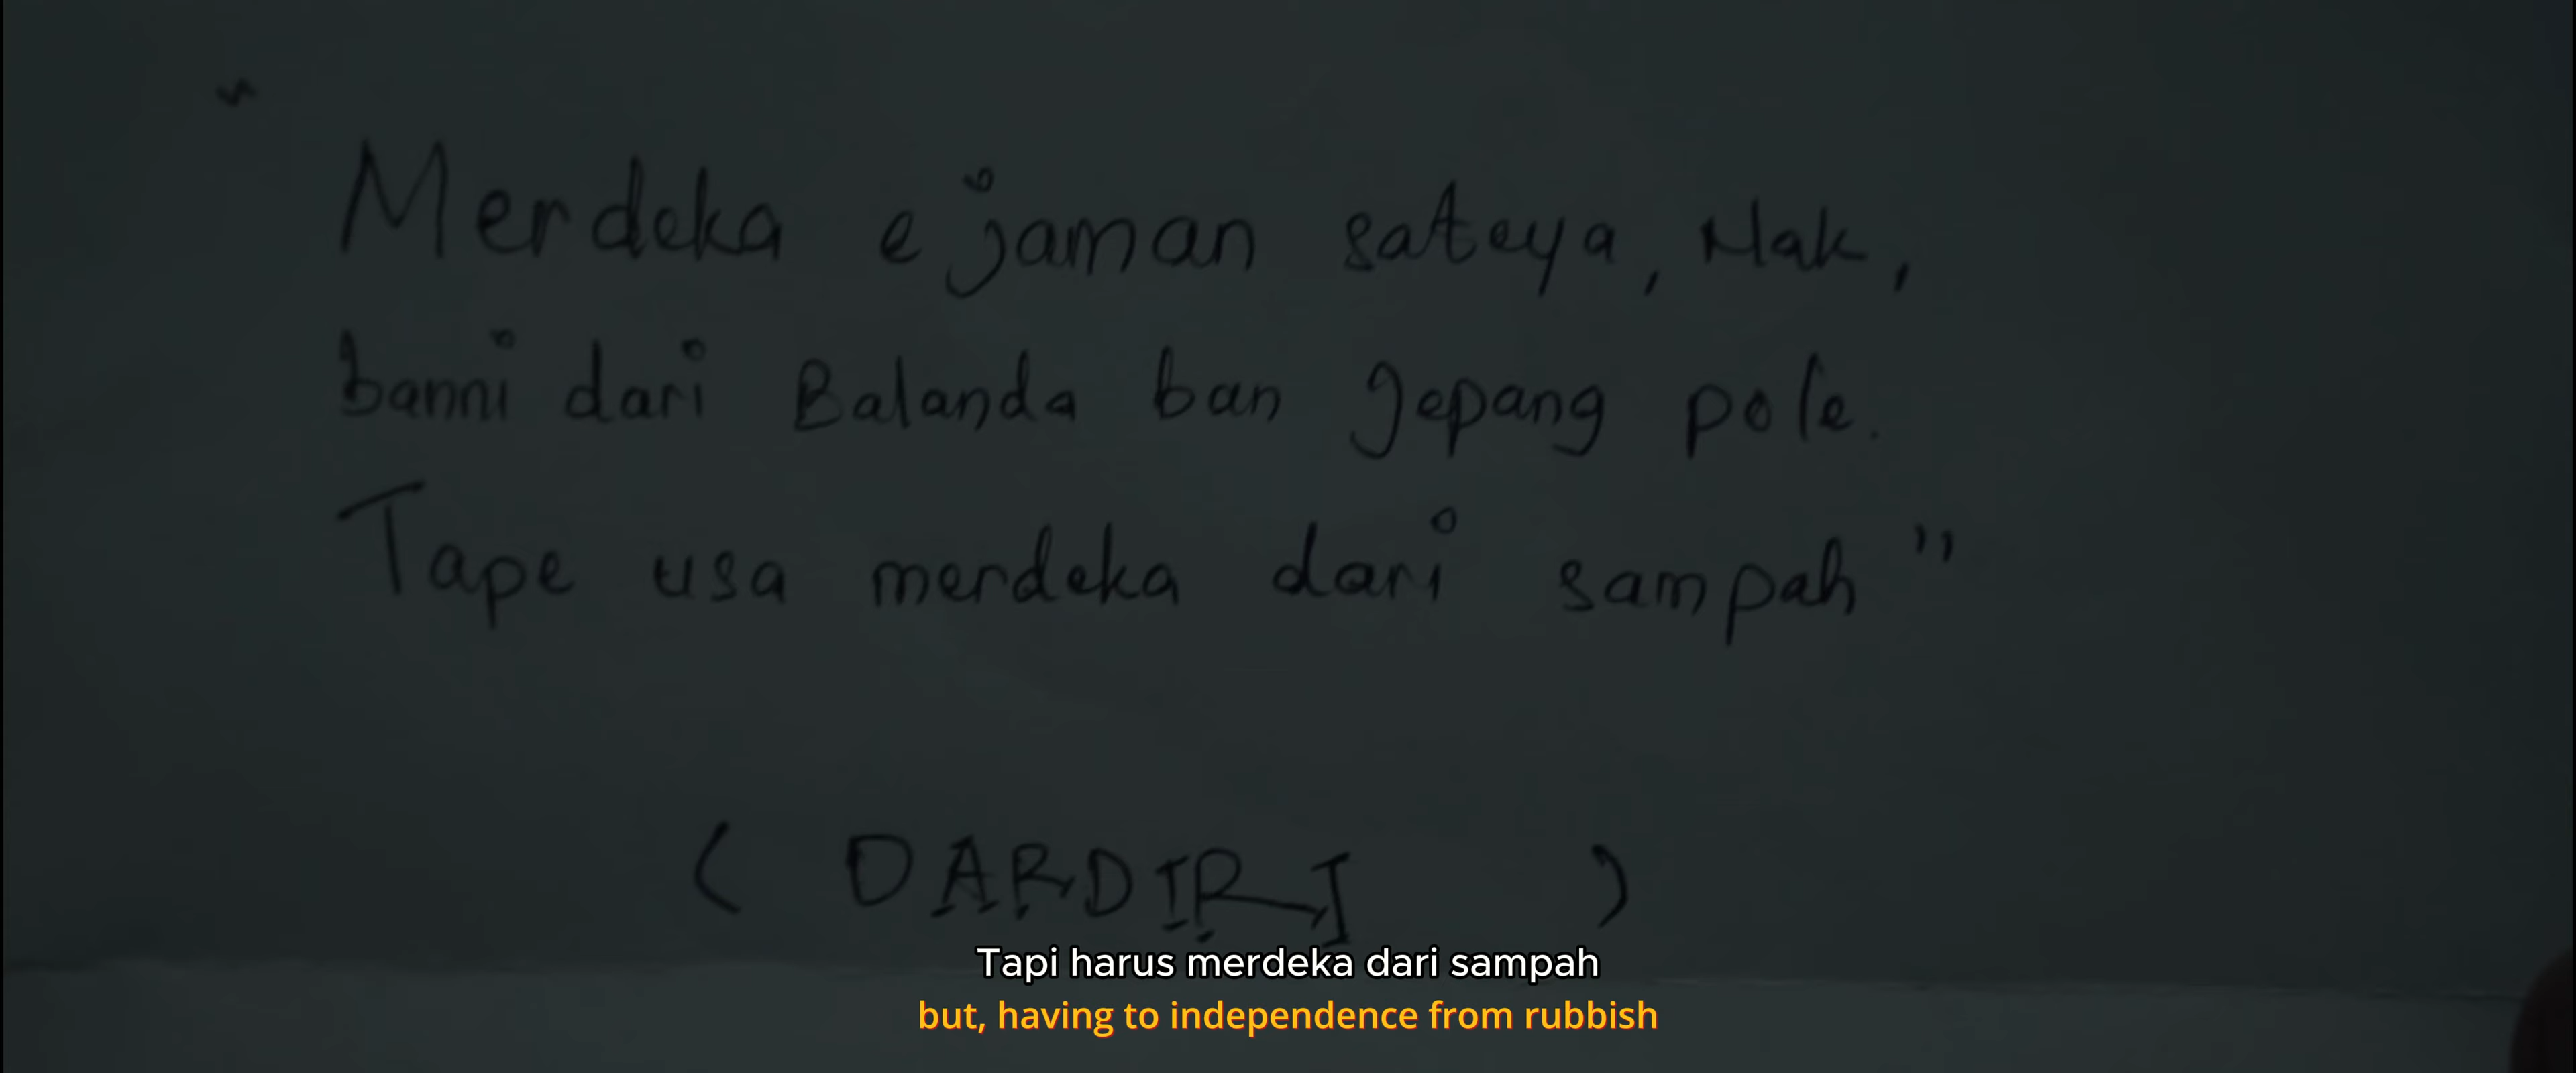 "Merdeka e jaman sateya, Nak,
banni dari Balanda ban Jepang pole.
Tape usa merdeka dari sampah"
( DARDIRI )
Tapi harus merdeka dari sampah
but, having to independence from rubbish